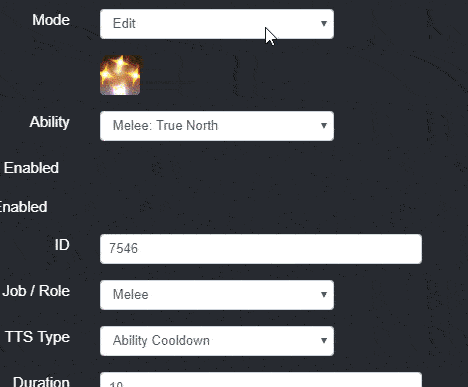 Mode Edit
Ability Melee: True North
Enabled
Enabled
ID 7546
Job / Role Melee
TTS Type Ability Cooldown
Duration 10